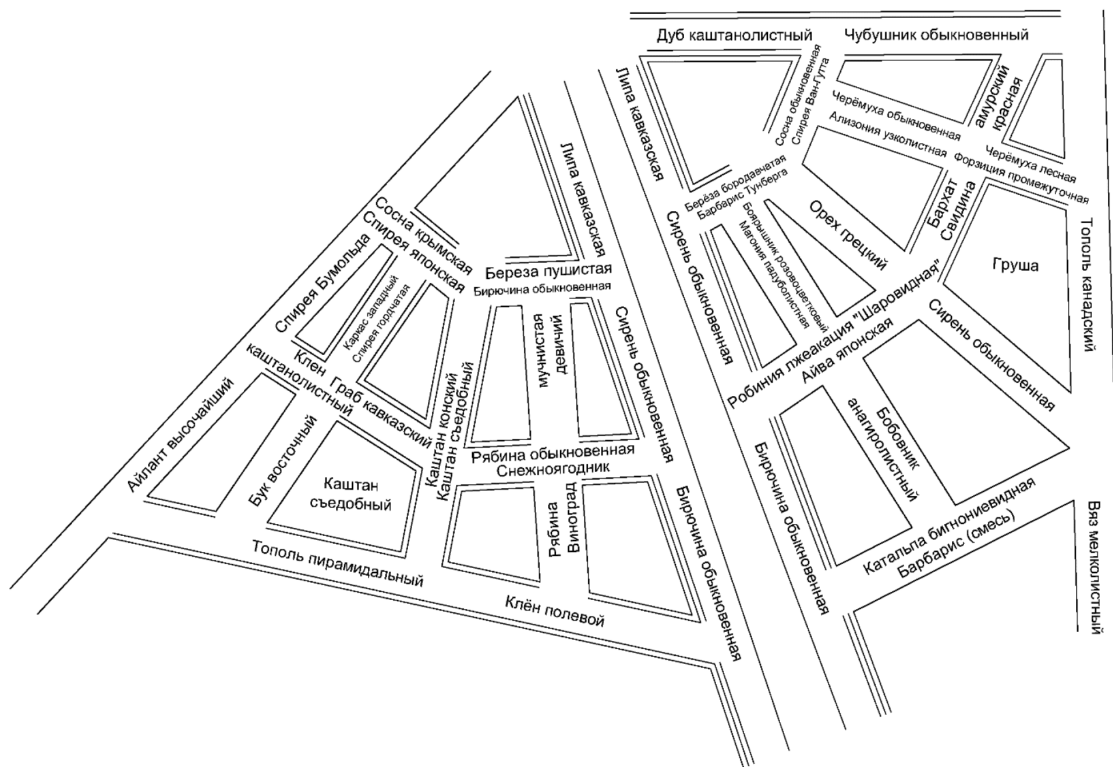 Дуб каштанолистный
Чубушник обыкновенный
Липа кавказская
Сосна обыкновенная
Спирея Ван-Гутта
амурский
красная
Черёмуха обыкновенная
Ализония узколистная
Черёмуха лесная
Форзиция промежуточная
Липа кавказская
Берёза бородавчатая
Барбарис Тунберга
Бархат
Свидина
Орех грецкий
Груша
Тополь канадский
Сосна крымская
Спирея японская
Береза пушистая
Бирючина обыкновенная
Сирень обыкновенная
Боярышник розовоцветковый
Магония падуболистная
Спирея Бумольда
Каркас западный
Спирея гордчатая
мучнистая
девичий
Сирень обыкновенная
Робиния лжеакация "Шаровидная"
Айва японская
Сирень обыкновенная
Клен
каштанолистный
Граб кавказский
Каштан конский
Каштан съедобный
Айлант высочайший
Бук восточный
Каштан
съедобный
Рябина обыкновенная
Снежноягодник
Рябина
Виноград
Бирючина обыкновенная
Бирючина обыкновенная
Бобовник
анагиролистный
Катальпа бигнониевидная
Барбарис (смесь)
Вяз мелколистный
Тополь пирамидальный
Клён полевой